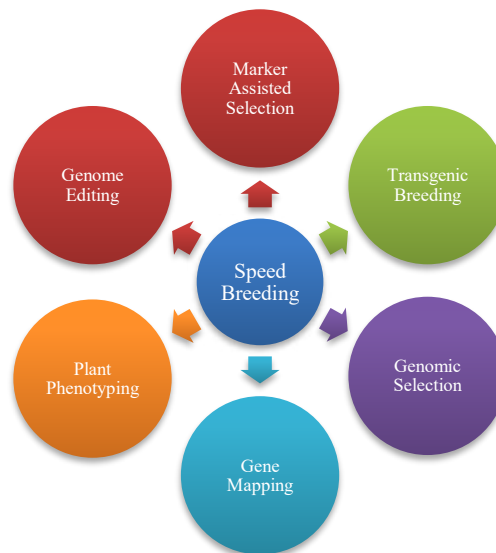 Marker
Assisted
Selection
Genome
Editing
Transgenic
Breeding
Speed
Breeding
Plant
Phenotyping
Genomic
Selection
Gene
Mapping